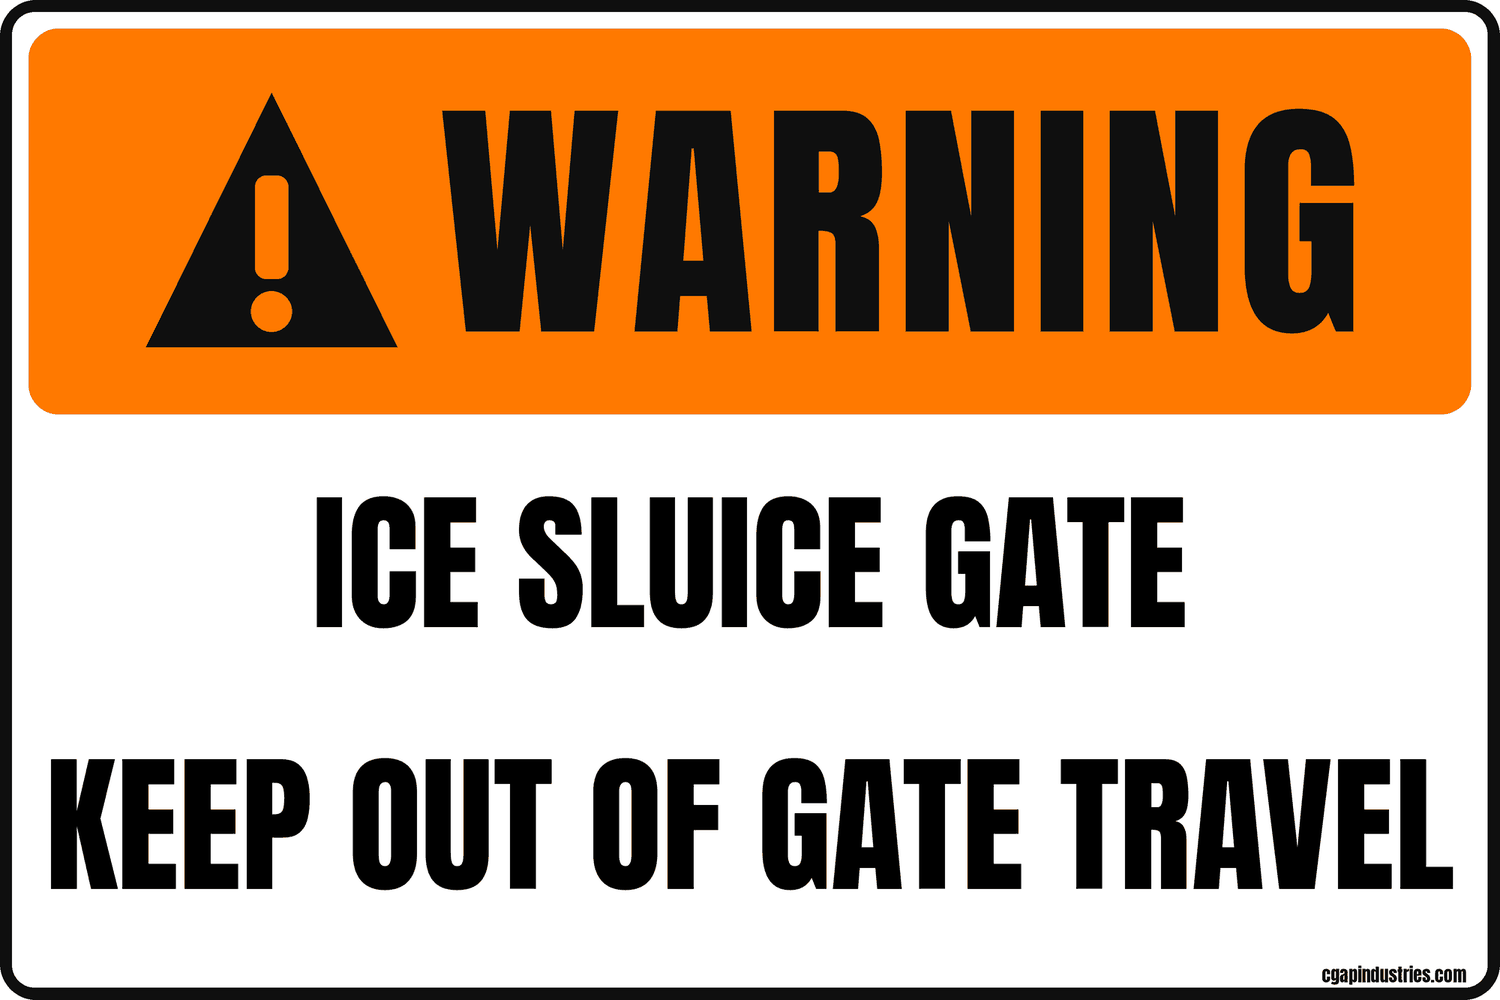 WARNING
ICE SLUICE GATE
KEEP OUT OF GATE TRAVEL
cgapindustries.com